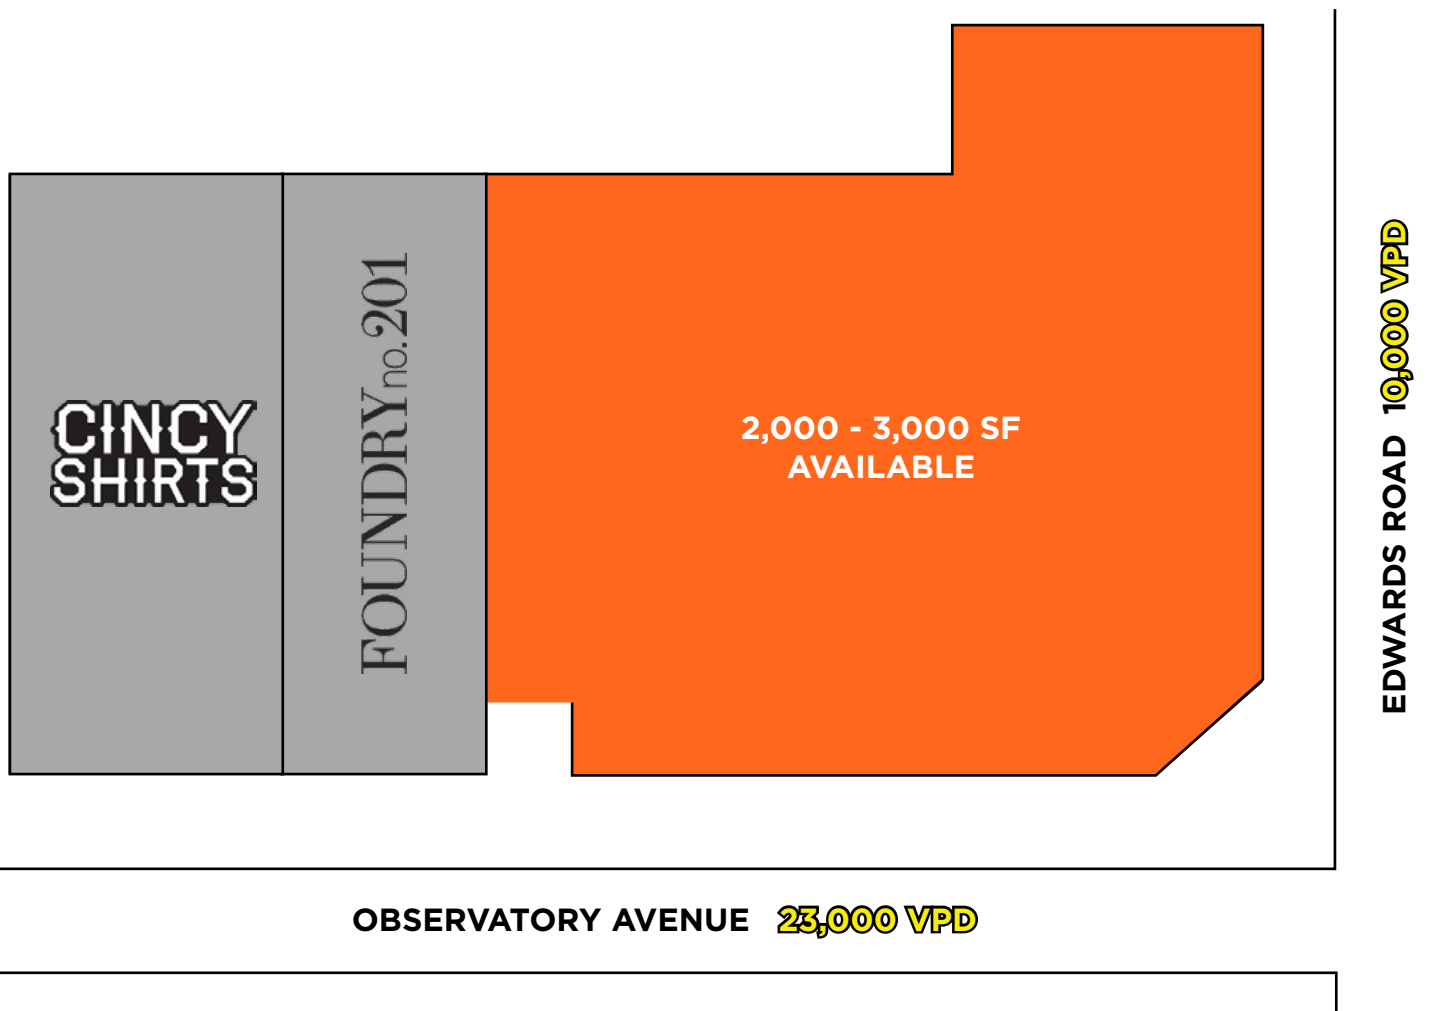 CINCY
SHIRTS
FOUNDRY no. 201
2,000 - 3,000 SF
AVAILABLE
EDWARDS ROAD 10,000 VPD
OBSERVATORY AVENUE 23,000 VPD